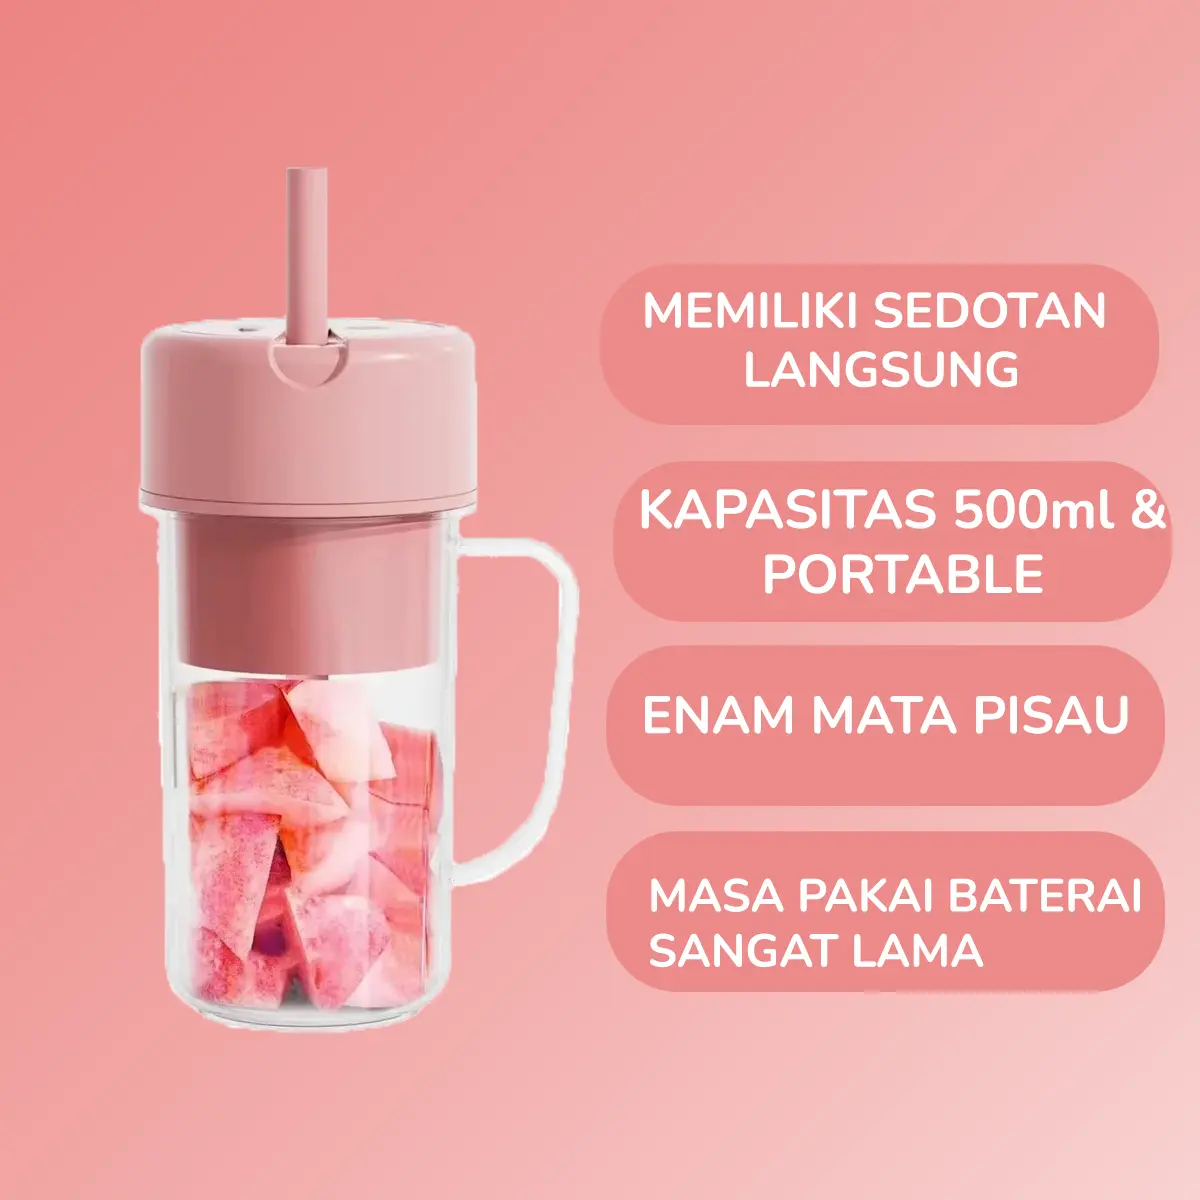 MEMILIKI SEDOTAN
LANGSUNG
KAPASITAS 500ml &
PORTABLE
ENAM MATA PISAU
MASA PAKAI BATERAI
SANGAT LAMA